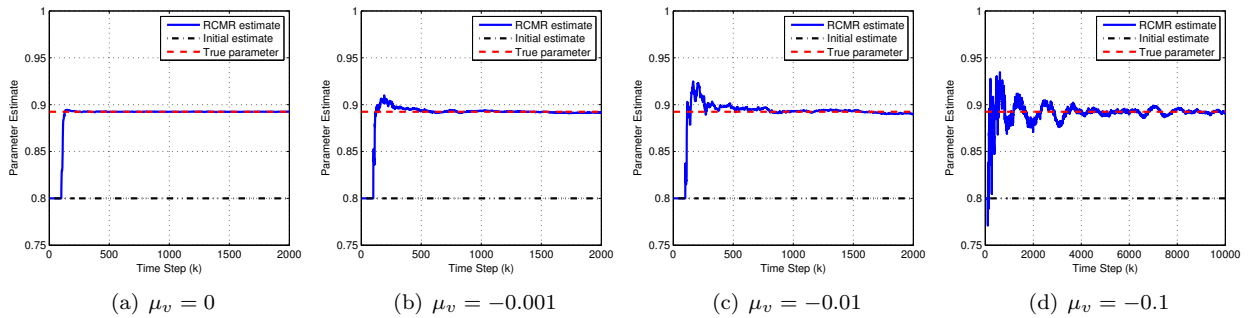 1
0.95
0.9
0.85
0.8
0.75
Parameter Estimate
0 500 1000 1500 2000
Time Step (k)
RCMR estimate
Initial estimate
True parameter
(a) μ_v = 0
1
0.95
0.9
0.85
0.8
0.75
Parameter Estimate
0 500 1000 1500 2000
Time Step (k)
RCMR estimate
Initial estimate
True parameter
(b) μ_v = −0.001
1
0.95
0.9
0.85
0.8
0.75
Parameter Estimate
0 500 1000 1500 2000
Time Step (k)
RCMR estimate
Initial estimate
True parameter
(c) μ_v = −0.01
1
0.95
0.9
0.85
0.8
0.75
Parameter Estimate
0 2000 4000 6000 8000 10000
Time Step (k)
RCMR estimate
Initial estimate
True parameter
(d) μ_v = −0.1